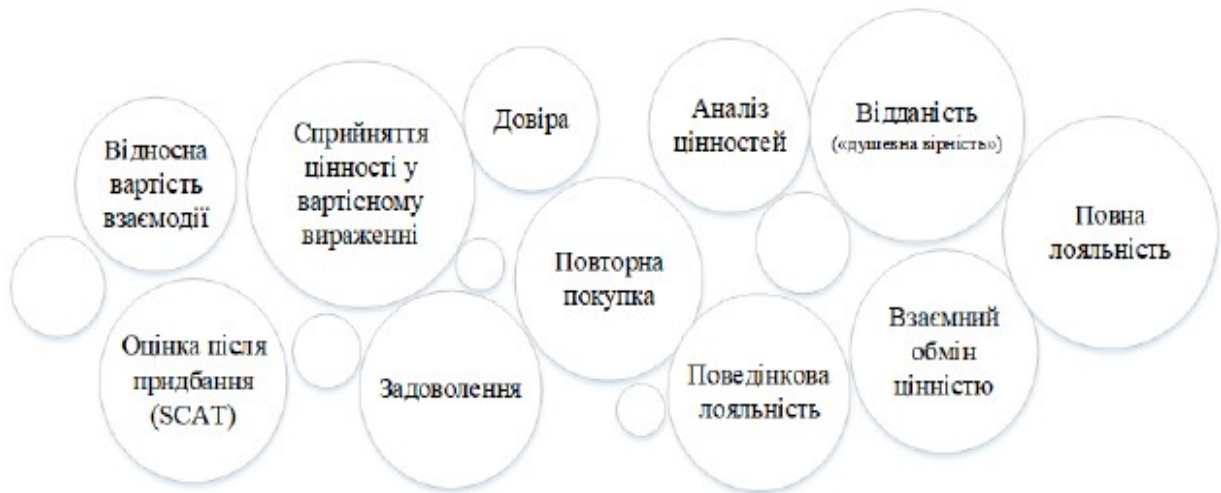 Відносна
вартість
взаємодії
Сприйняття
цінності у
вартісному
вираженні
Довіра
Аналіз
цінностей
Відданість
(«душевна вірність»)
Повна
лояльність
Оцінка після
придбання
(SCAT)
Задоволення
Повторна
покупка
Поведінкова
лояльність
Взаємний
обмін
цінністю